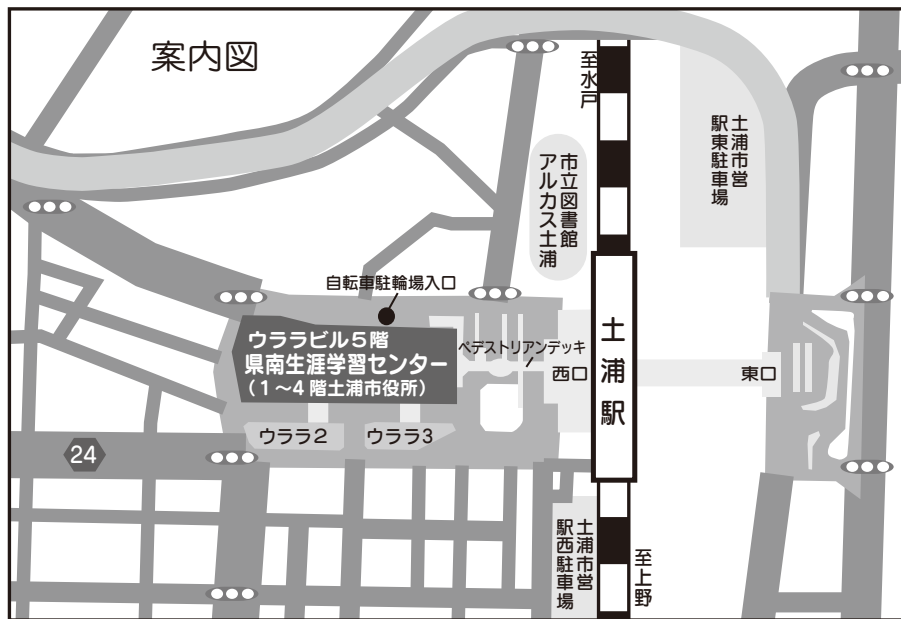 案内図
至水戸
土浦市営
駅東駐車場
市立図書館
アルカス土浦
自転車駐輪場入口
ウララビル5階
県南生涯学習センター
(1～4階土浦市役所)
ペデストリアンデッキ
西口
土浦駅
東口
ウララ2
ウララ3
24
土浦市営
駅西駐車場
至上野